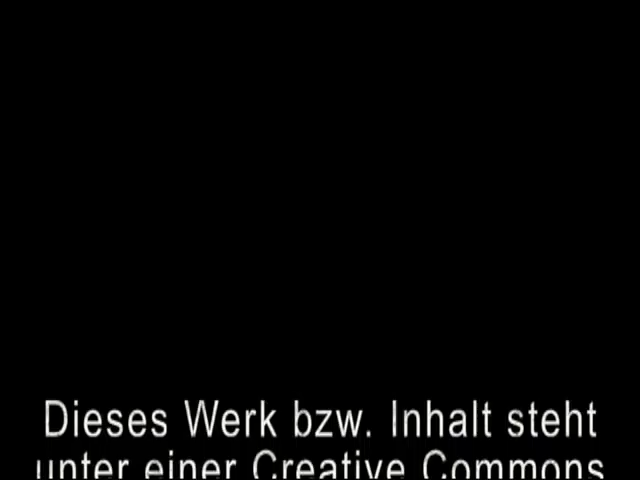 Dieses Werk bzw. Inhalt steht
unter einer Creative Commons